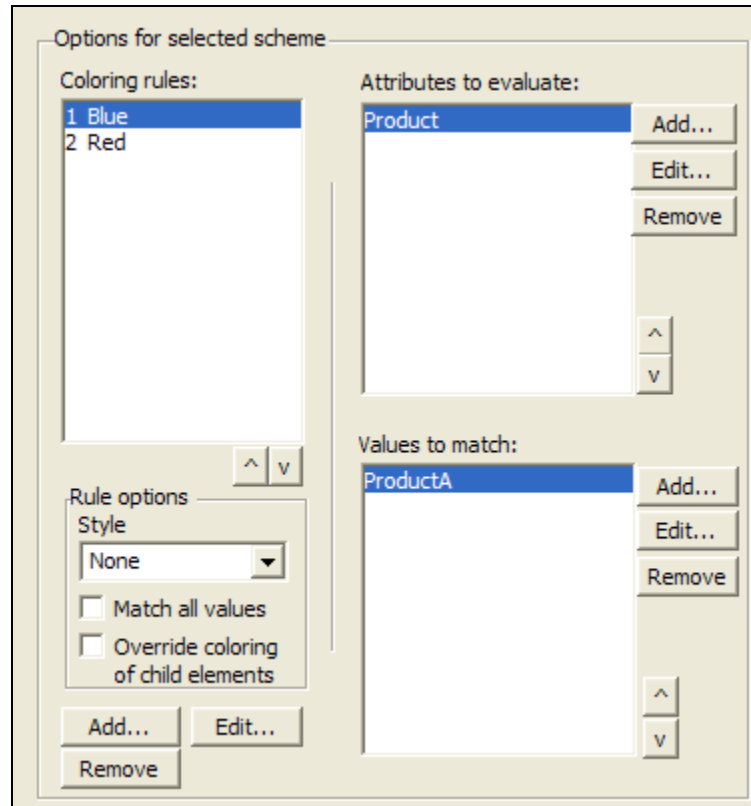 Options for selected scheme
Coloring rules:
1 Blue
2 Red
^ v
Rule options
Style
None
Match all values
Override coloring
of child elements
Add... Edit...
Remove
Attributes to evaluate:
Product
Add...
Edit...
Remove
^
v
Values to match:
ProductA
Add...
Edit...
Remove
^
v